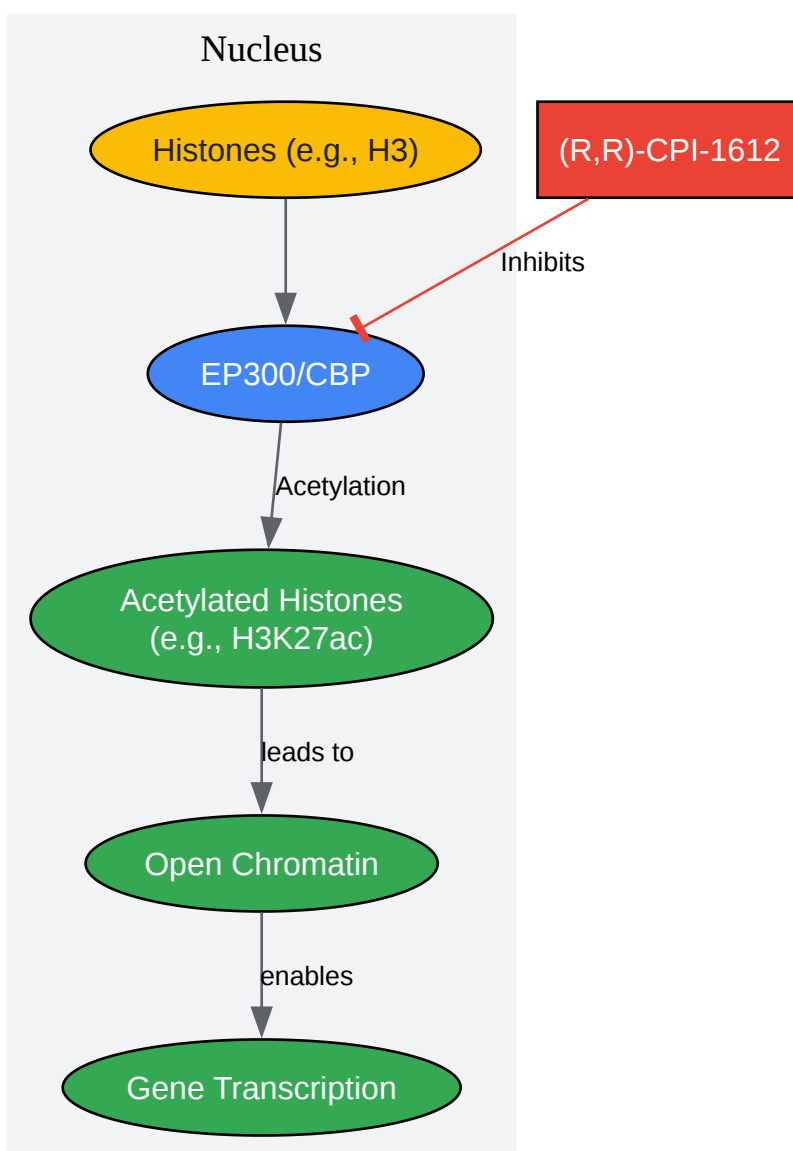 Nucleus
Histones (e.g., H3)
(R,R)-CPI-1612
Inhibits
EP300/CBP
Acetylation
Acetylated Histones
(e.g., H3K27ac)
leads to
Open Chromatin
enables
Gene Transcription